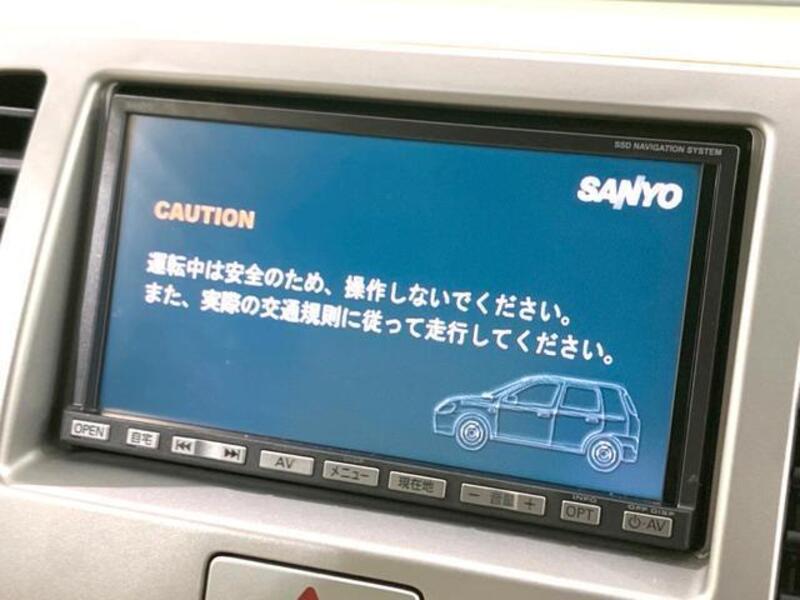 SSD NAVIGATION SYSTEM
SANYO
CAUTION
運転中は安全のため、操作しないでください。
また、実際の交通規則に従って走行してください。
OPEN 自宅 AV メニュー 現在地 − 音量 + INFO OPT OFF DISP ⏻·AV